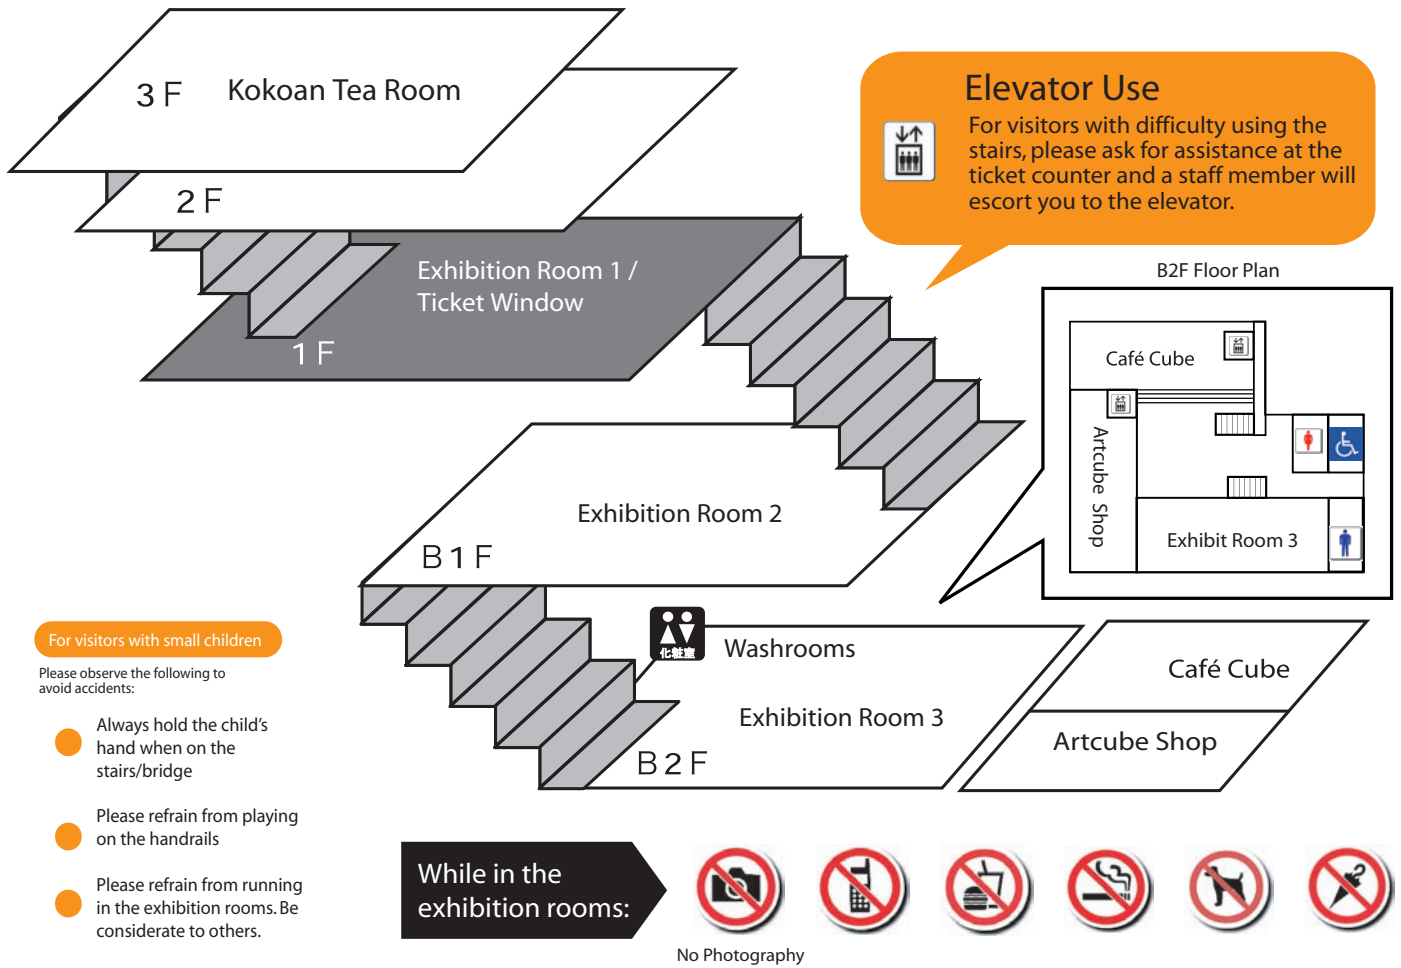 3 F
Kokoan Tea Room
2 F
Exhibition Room 1 /
Ticket Window
1 F
Elevator Use
For visitors with difficulty using the
stairs, please ask for assistance at the
ticket counter and a staff member will
escort you to the elevator.
B2F Floor Plan
Café Cube
Artcube Shop
Exhibit Room 3
Exhibition Room 2
B 1 F
化粧室
Washrooms
Exhibition Room 3
B 2 F
Café Cube
Artcube Shop
For visitors with small children
Please observe the following to
avoid accidents:
Always hold the child’s
hand when on the
stairs/bridge
Please refrain from playing
on the handrails
Please refrain from running
in the exhibition rooms. Be
considerate to others.
While in the
exhibition rooms:
No Photography